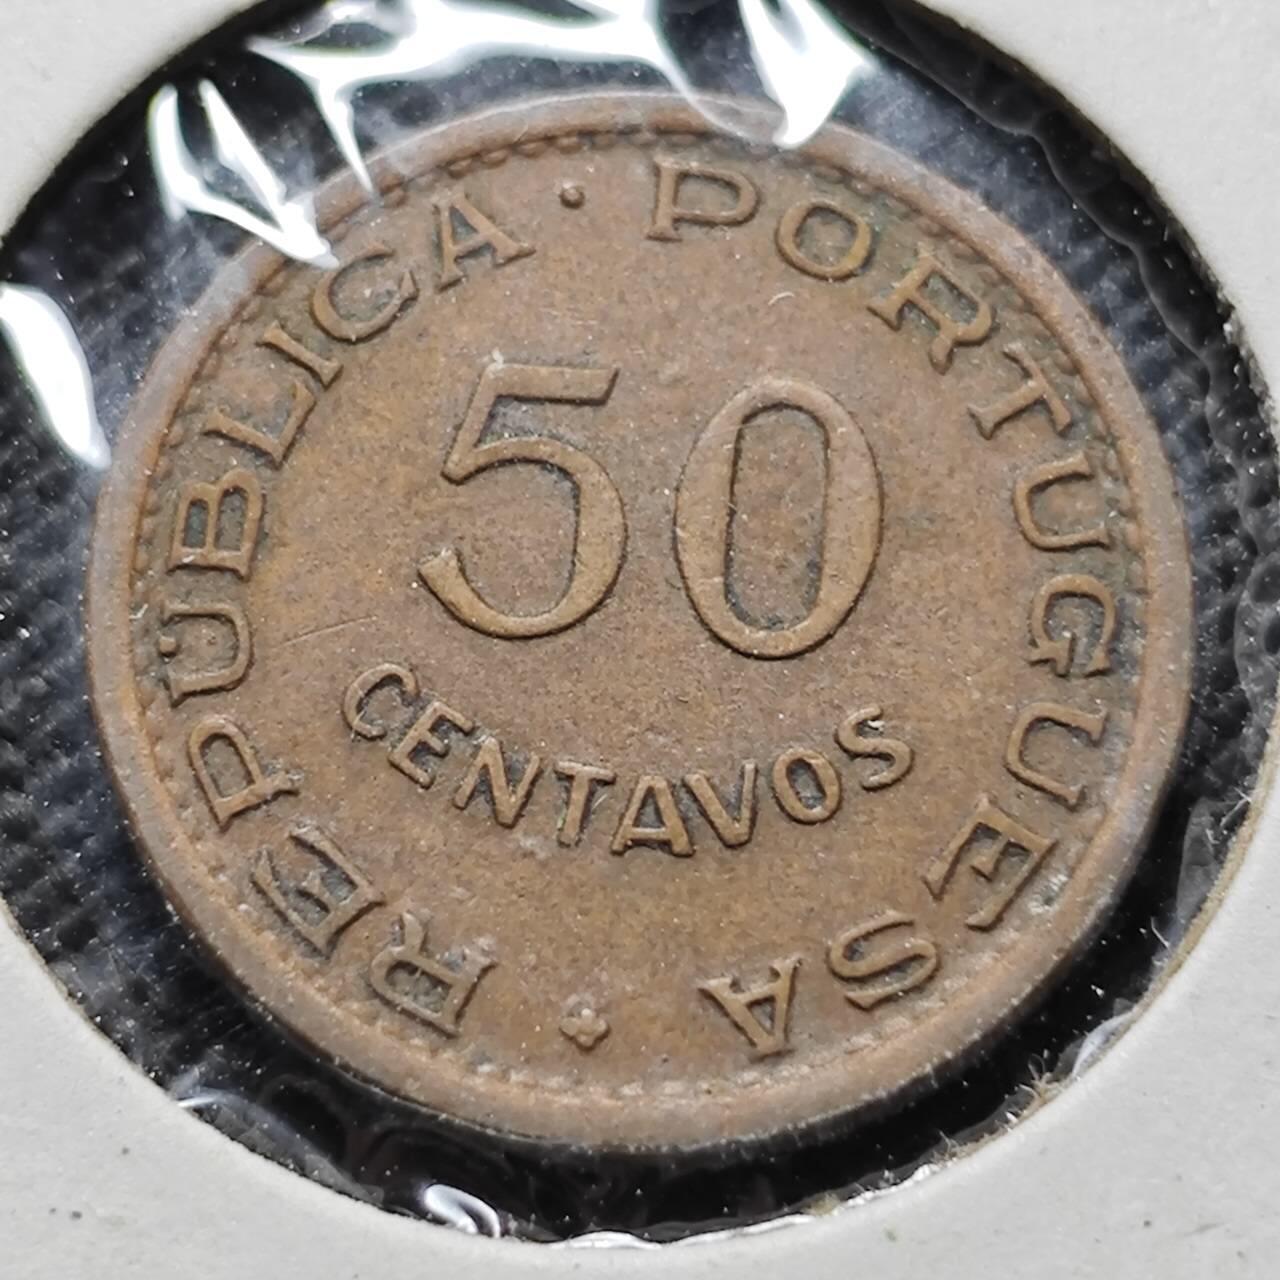 REPÚBLICA · PORTUGUESA
50
CENTAVOS